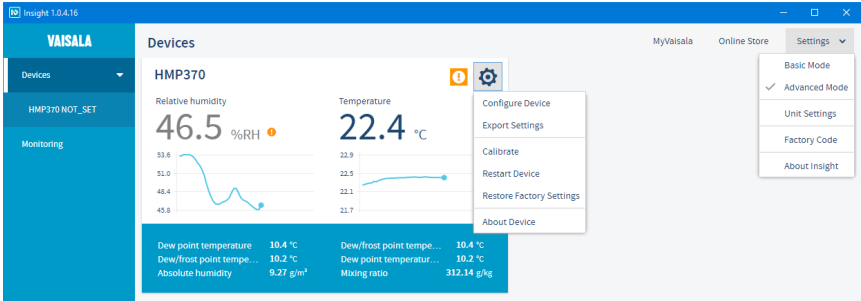 Insight 1.0.4.16
VAISALA
Devices
MyVaisala
Online Store
Settings
Devices
HMP370 NOT_SET
Monitoring
HMP370
Relative humidity
46.5 %RH
53.6
51.0
48.4
45.8
Temperature
22.4 °C
22.9
22.5
22.1
21.7
Dew point temperature 10.4 °C
Dew/frost point tempe... 10.2 °C
Absolute humidity 9.27 g/m³
Dew/frost point tempe... 10.4 °C
Dew point temperatur... 10.2 °C
Mixing ratio 312.14 g/kg
Configure Device
Export Settings
Calibrate
Restart Device
Restore Factory Settings
About Device
Basic Mode
Advanced Mode
Unit Settings
Factory Code
About Insight